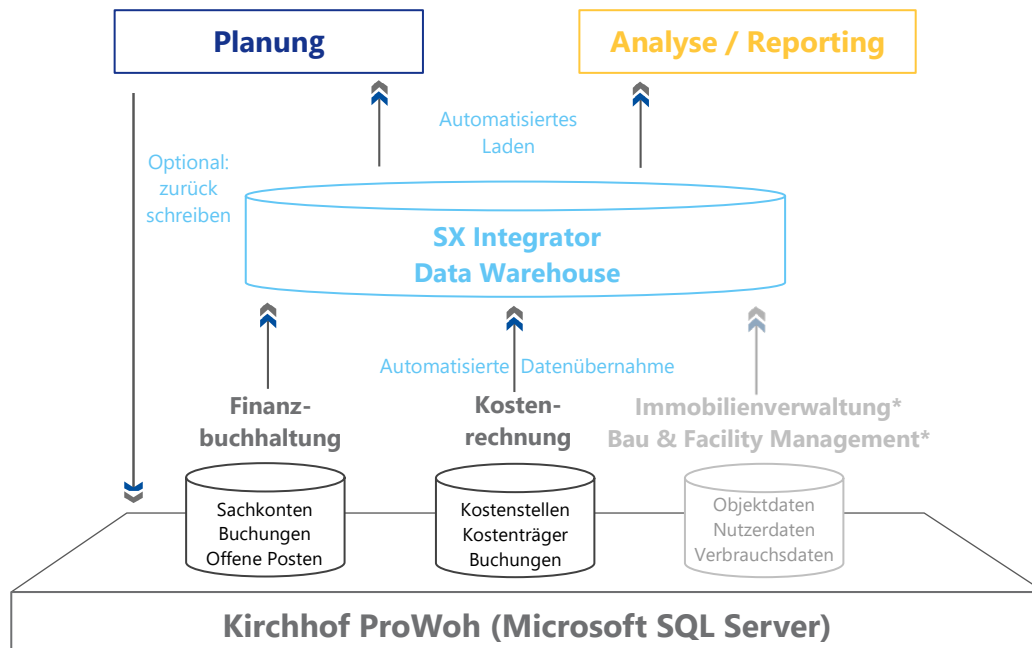 Planung
Analyse / Reporting
Automatisiertes
Laden
Optional:
zurück
schreiben
SX Integrator
Data Warehouse
Automatisierte Datenübernahme
Finanz-
buchhaltung
Kosten-
rechnung
Immobilienverwaltung*
Bau & Facility Management*
Sachkonten
Buchungen
Offene Posten
Kostenstellen
Kostenträger
Buchungen
Objektdaten
Nutzerdaten
Verbrauchsdaten
Kirchhof ProWoh (Microsoft SQL Server)